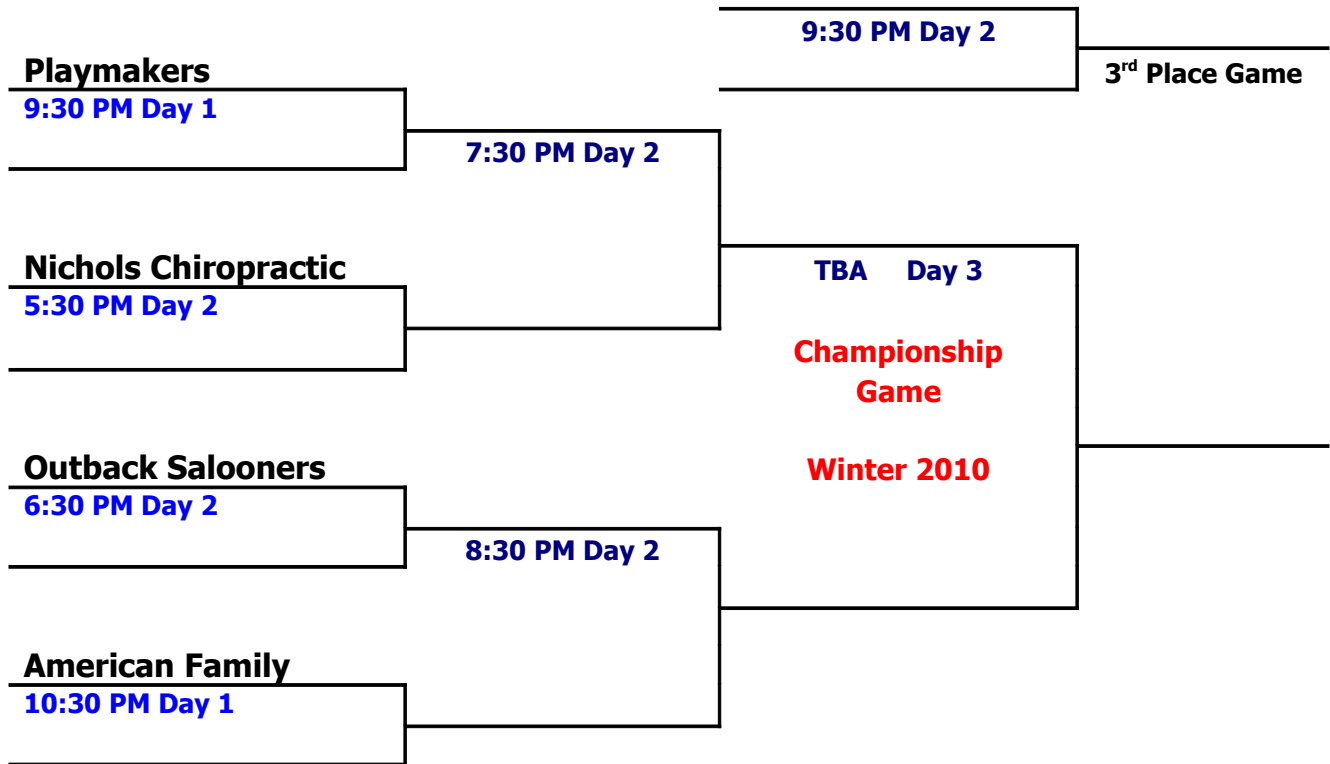 9:30 PM Day 2
3rd Place Game
Playmakers
9:30 PM Day 1
7:30 PM Day 2
Nichols Chiropractic
5:30 PM Day 2
TBA Day 3
Championship
Game
Winter 2010
Outback Salooners
6:30 PM Day 2
8:30 PM Day 2
American Family
10:30 PM Day 1